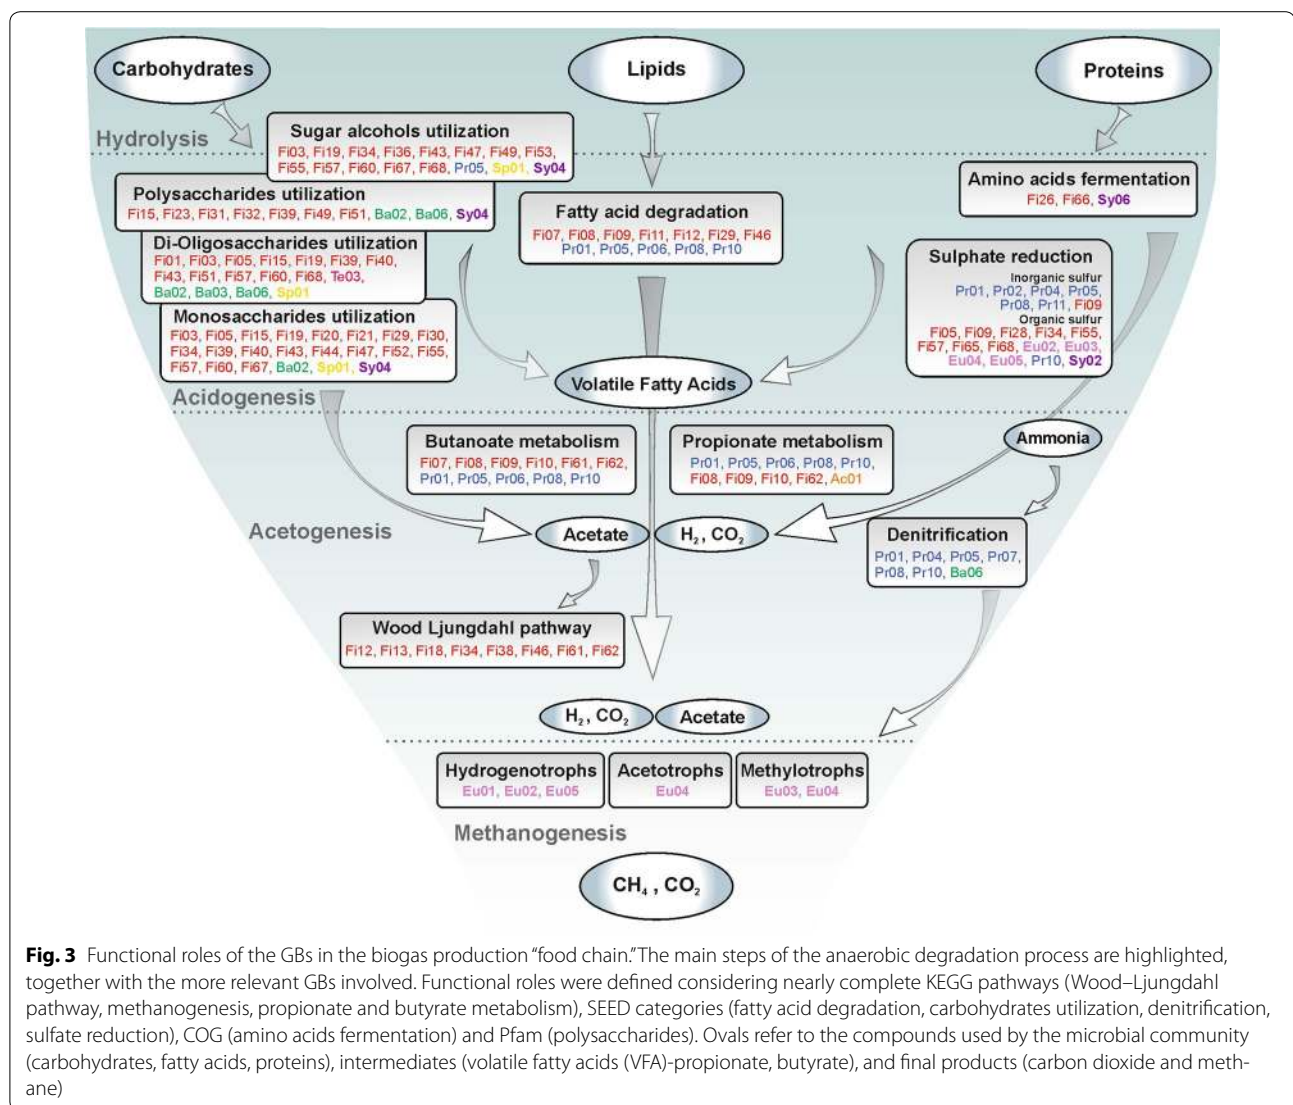 Carbohydrates
Lipids
Proteins
Hydrolysis
Sugar alcohols utilization
Fi03, Fi19, Fi34, Fi36, Fi43, Fi47, Fi49, Fi53,
Fi55, Fi57, Fi60, Fi67, Fi68, Pr05, Sp01, Sy04
Polysaccharides utilization
Fi15, Fi23, Fi31, Fi32, Fi39, Fi49, Fi51, Ba02, Ba06, Sy04
Di-Oligosaccharides utilization
Fi01, Fi03, Fi05, Fi15, Fi19, Fi39, Fi40,
Fi43, Fi51, Fi57, Fi60, Fi68, Te03,
Ba02, Ba03, Ba06, Sp01
Monosaccharides utilization
Fi03, Fi05, Fi15, Fi19, Fi20, Fi21, Fi29, Fi30,
Fi34, Fi39, Fi40, Fi43, Fi44, Fi47, Fi52, Fi55,
Fi57, Fi60, Fi67, Ba02, Sp01, Sy04
Fatty acid degradation
Fi07, Fi08, Fi09, Fi11, Fi12, Fi29, Fi46
Pr01, Pr05, Pr06, Pr08, Pr10
Amino acids fermentation
Fi26, Fi66, Sy06
Sulphate reduction
Inorganic sulfur
Pr01, Pr02, Pr04, Pr05,
Pr08, Pr11, Fi09
Organic sulfur
Fi05, Fi09, Fi28, Fi34, Fi55,
Fi57, Fi65, Fi68, Eu02, Eu03,
Eu04, Eu05, Pr10, Sy02
Volatile Fatty Acids
Acidogenesis
Butanoate metabolism
Fi07, Fi08, Fi09, Fi10, Fi61, Fi62,
Pr01, Pr05, Pr06, Pr08, Pr10
Propionate metabolism
Pr01, Pr05, Pr06, Pr08, Pr10,
Fi08, Fi09, Fi10, Fi62, Ac01
Ammonia
Acetogenesis
Acetate
H₂, CO₂
Denitrification
Pr01, Pr04, Pr05, Pr07,
Pr08, Pr10, Ba06
Wood Ljungdahl pathway
Fi12, Fi13, Fi18, Fi34, Fi38, Fi46, Fi61, Fi62
H₂, CO₂
Acetate
Hydrogenotrophs
Eu01, Eu02, Eu05
Acetotrophs
Eu04
Methylotrophs
Eu03, Eu04
Methanogenesis
CH₄, CO₂
Fig. 3 Functional roles of the GBs in the biogas production “food chain.” The main steps of the anaerobic degradation process are highlighted,
together with the more relevant GBs involved. Functional roles were defined considering nearly complete KEGG pathways (Wood–Ljungdahl
pathway, methanogenesis, propionate and butyrate metabolism), SEED categories (fatty acid degradation, carbohydrates utilization, denitrification,
sulfate reduction), COG (amino acids fermentation) and Pfam (polysaccharides). Ovals refer to the compounds used by the microbial community
(carbohydrates, fatty acids, proteins), intermediates (volatile fatty acids (VFA)-propionate, butyrate), and final products (carbon dioxide and meth-
ane)